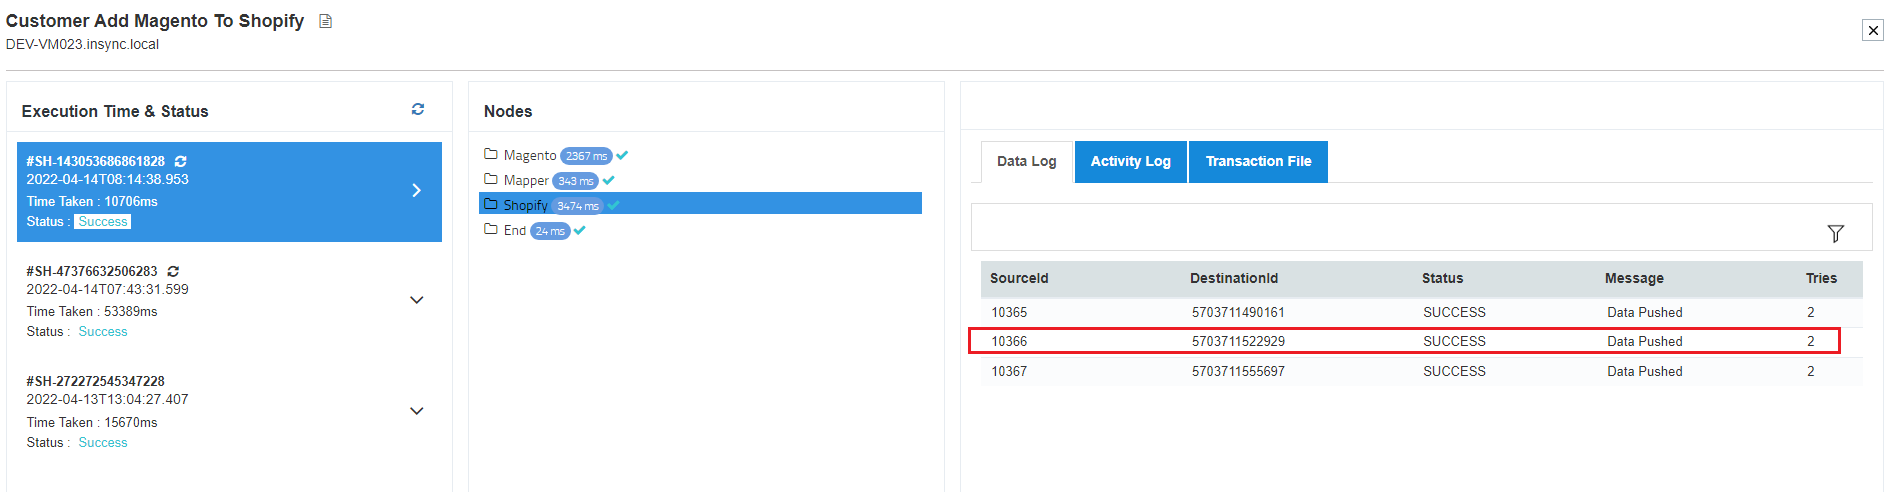 Customer Add Magento To Shopify
DEV-VM023.insync.local
Execution Time & Status
#SH-143053686861828
2022-04-14T08:14:38.953
Time Taken : 10706ms
Status : Success
#SH-47376632506283
2022-04-14T07:43:31.599
Time Taken : 53389ms
Status : Success
#SH-272272545347228
2022-04-13T13:04:27.407
Time Taken : 15670ms
Status : Success
Nodes
Magento 2367 ms
Mapper 343 ms
Shopify 3474 ms
End 24 ms
Data Log Activity Log Transaction File
SourceId DestinationId Status Message Tries
10365 5703711490161 SUCCESS Data Pushed 2
10366 5703711522929 SUCCESS Data Pushed 2
10367 5703711555697 SUCCESS Data Pushed 2